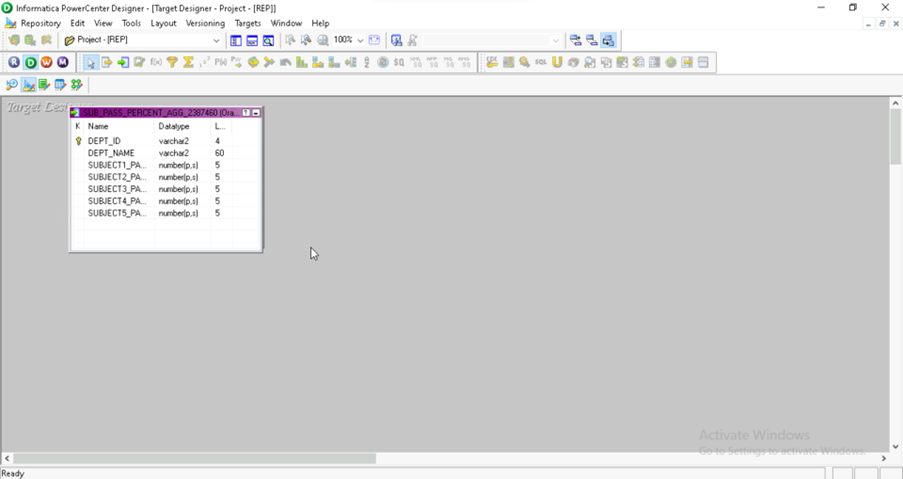 Informatica PowerCenter Designer - [Target Designer - Project - [REP]]
Repository Edit View Tools Layout Versioning Targets Window Help
Project - [REP] 100%
R D W M f(x) SQL
SUB_PASS_PERCENT_AGG_2387460 (Ora...
K Name Datatype L...
DEPT_ID varchar2 4
DEPT_NAME varchar2 60
SUBJECT1_PA... number(p,s) 5
SUBJECT2_PA... number(p,s) 5
SUBJECT3_PA... number(p,s) 5
SUBJECT4_PA... number(p,s) 5
SUBJECT5_PA... number(p,s) 5
Activate Windows
Go to Settings to activate Windows.
Ready